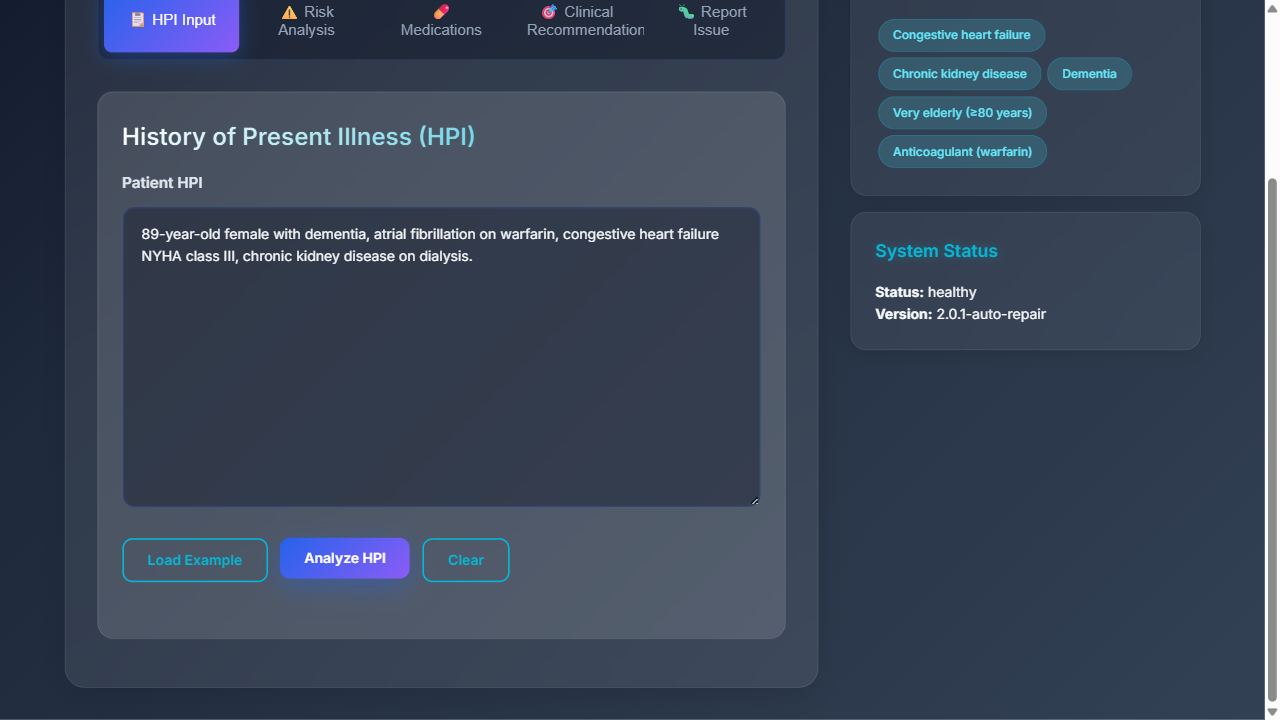 📋 HPI Input
⚠️ Risk
Analysis
💊
Medications
🎯 Clinical
Recommendation
🐛 Report
Issue
History of Present Illness (HPI)
Patient HPI
89-year-old female with dementia, atrial fibrillation on warfarin, congestive heart failure
NYHA class III, chronic kidney disease on dialysis.
Load Example
Analyze HPI
Clear
Congestive heart failure
Chronic kidney disease
Dementia
Very elderly (≥80 years)
Anticoagulant (warfarin)
System Status
Status: healthy
Version: 2.0.1-auto-repair